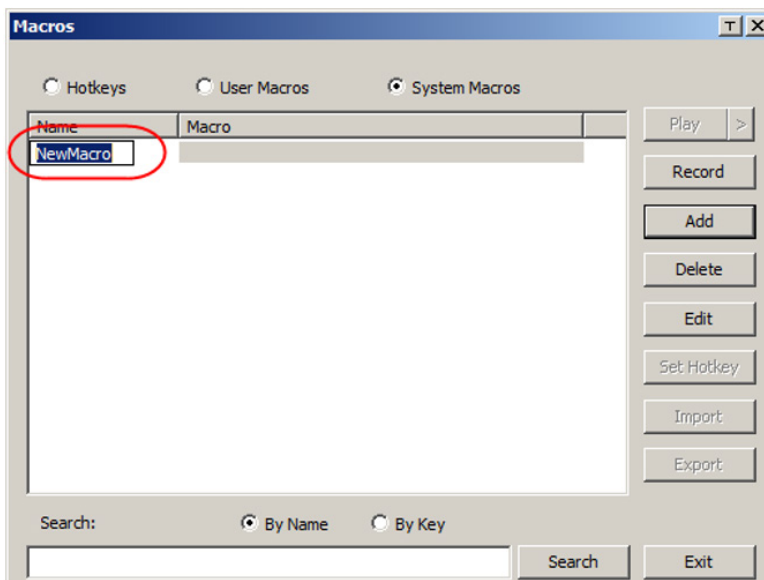 Macros
Hotkeys User Macros System Macros
Name Macro
NewMacro
Play >
Record
Add
Delete
Edit
Set Hotkey
Import
Export
Search: By Name By Key
Search Exit